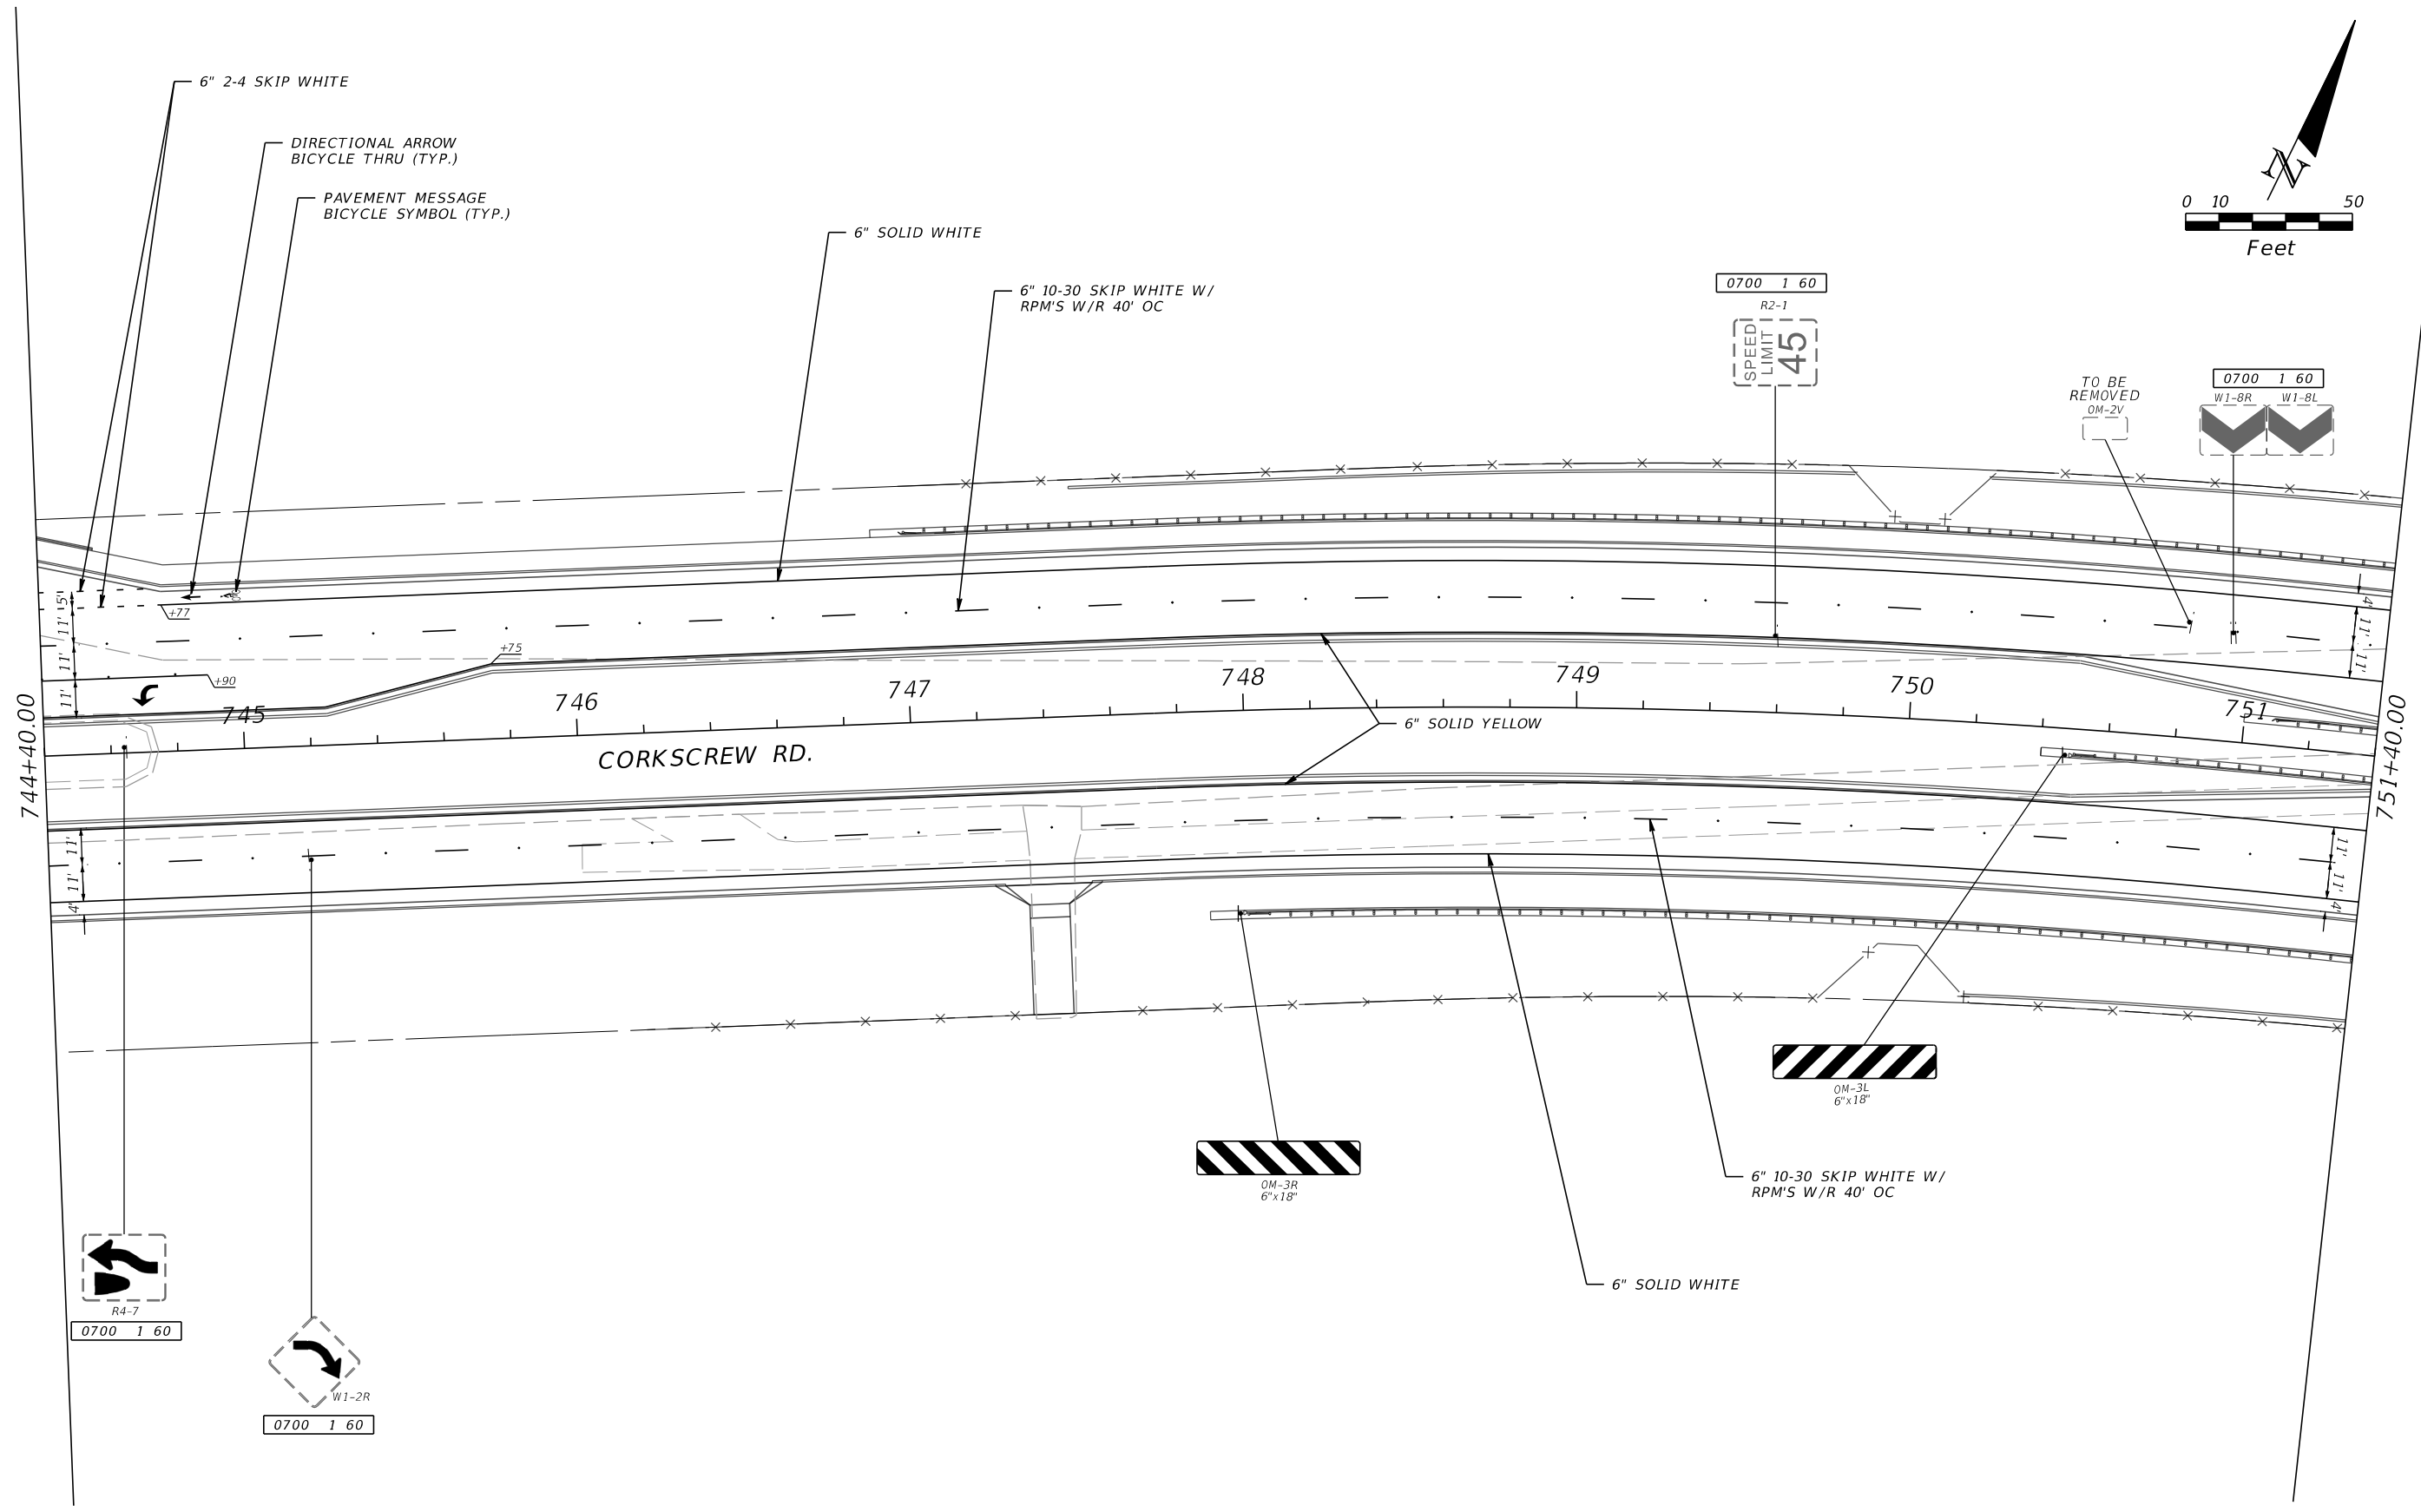 6" 2-4 SKIP WHITE
DIRECTIONAL ARROW
BICYCLE THRU (TYP.)
PAVEMENT MESSAGE
BICYCLE SYMBOL (TYP.)
6" SOLID WHITE
6" 10-30 SKIP WHITE W/
RPM'S W/R 40' OC
N
0 10 50
Feet
0700 1 60
R2-1
SPEED
LIMIT
45
TO BE
REMOVED
OM-2V
0700 1 60
W1-8R W1-8L
5'
11'
11'
11'
+77
+75
+90
4'
11'
11'
745
746
747
748
749
750
751
744+40.00
751+40.00
CORKSCREW RD.
6" SOLID YELLOW
11'
11'
4'
11'
11'
4'
OM-3L
6"x18"
OM-3R
6"x18"
6" 10-30 SKIP WHITE W/
RPM'S W/R 40' OC
6" SOLID WHITE
R4-7
0700 1 60
W1-2R
0700 1 60